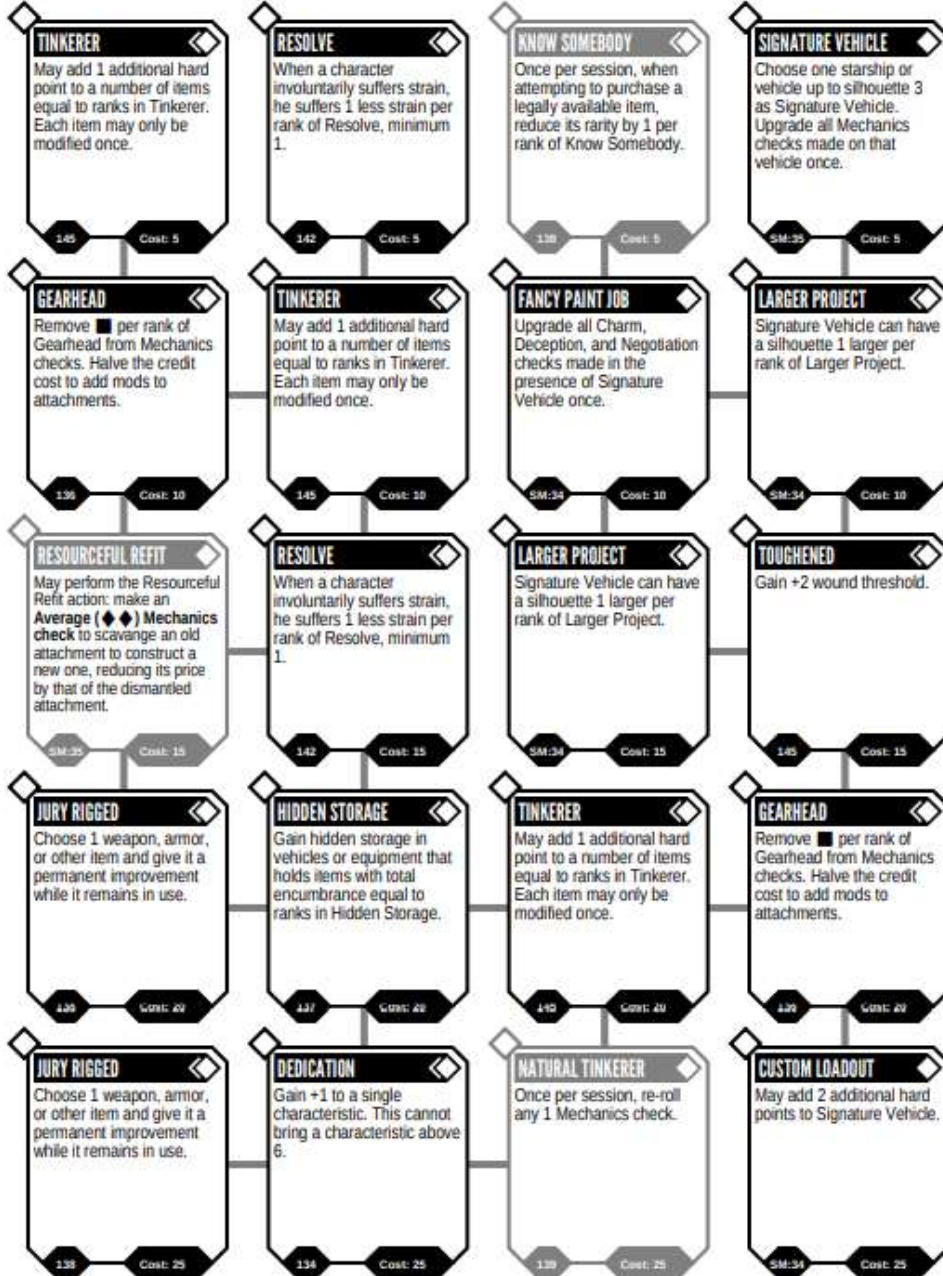 TINKERER
May add 1 additional hard
point to a number of items
equal to ranks in Tinkerer.
Each item may only be
modified once.
145
Cost: 5
RESOLVE
When a character
involuntarily suffers strain,
he suffers 1 less strain per
rank of Resolve, minimum
1.
142
Cost: 5
KNOW SOMEBODY
Once per session, when
attempting to purchase a
legally available item,
reduce its rarity by 1 per
rank of Know Somebody.
138
Cost: 5
SIGNATURE VEHICLE
Choose one starship or
vehicle up to silhouette 3
as Signature Vehicle.
Upgrade all Mechanics
checks made on that
vehicle once.
SM:35
Cost: 5
GEARHEAD
Remove ■ per rank of
Gearhead from Mechanics
checks. Halve the credit
cost to add mods to
attachments.
136
Cost: 10
TINKERER
May add 1 additional hard
point to a number of items
equal to ranks in Tinkerer.
Each item may only be
modified once.
145
Cost: 10
FANCY PAINT JOB
Upgrade all Charm,
Deception, and Negotiation
checks made in the
presence of Signature
Vehicle once.
SM:34
Cost: 10
LARGER PROJECT
Signature Vehicle can have
a silhouette 1 larger per
rank of Larger Project.
SM:34
Cost: 10
RESOURCEFUL REFIT
May perform the Resourceful
Refit action: make an
Average (◆◆) Mechanics
check to scavange an old
attachment to construct a
new one, reducing its price
by that of the dismantled
attachment.
SM:35
Cost: 15
RESOLVE
When a character
involuntarily suffers strain,
he suffers 1 less strain per
rank of Resolve, minimum
1.
142
Cost: 15
LARGER PROJECT
Signature Vehicle can have
a silhouette 1 larger per
rank of Larger Project.
SM:34
Cost: 15
TOUGHENED
Gain +2 wound threshold.
145
Cost: 15
JURY RIGGED
Choose 1 weapon, armor,
or other item and give it a
permanent improvement
while it remains in use.
138
Cost: 20
HIDDEN STORAGE
Gain hidden storage in
vehicles or equipment that
holds items with total
encumbrance equal to
ranks in Hidden Storage.
137
Cost: 20
TINKERER
May add 1 additional hard
point to a number of items
equal to ranks in Tinkerer.
Each item may only be
modified once.
145
Cost: 20
GEARHEAD
Remove ■ per rank of
Gearhead from Mechanics
checks. Halve the credit
cost to add mods to
attachments.
136
Cost: 20
JURY RIGGED
Choose 1 weapon, armor,
or other item and give it a
permanent improvement
while it remains in use.
138
Cost: 25
DEDICATION
Gain +1 to a single
characteristic. This cannot
bring a characteristic above
6.
134
Cost: 25
NATURAL TINKERER
Once per session, re-roll
any 1 Mechanics check.
139
Cost: 25
CUSTOM LOADOUT
May add 2 additional hard
points to Signature Vehicle.
SM:34
Cost: 25